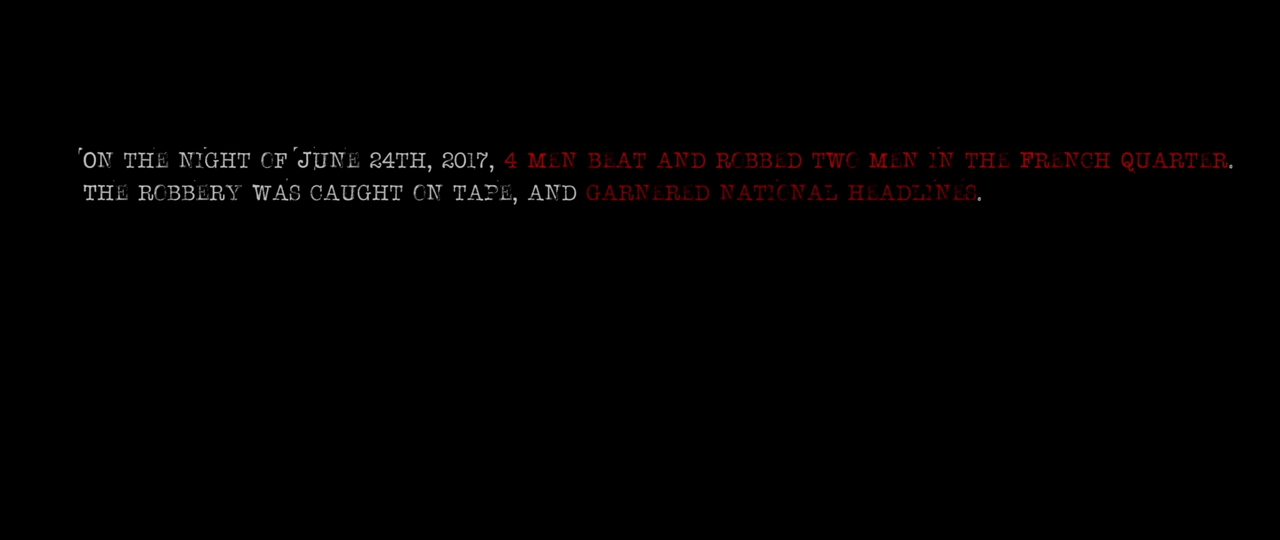 ON THE NIGHT OF JUNE 24TH, 2017, 4 MEN BEAT AND ROBBED TWO MEN IN THE FRENCH QUARTER.
THE ROBBERY WAS CAUGHT ON TAPE, AND GARNERED NATIONAL HEADLINES.